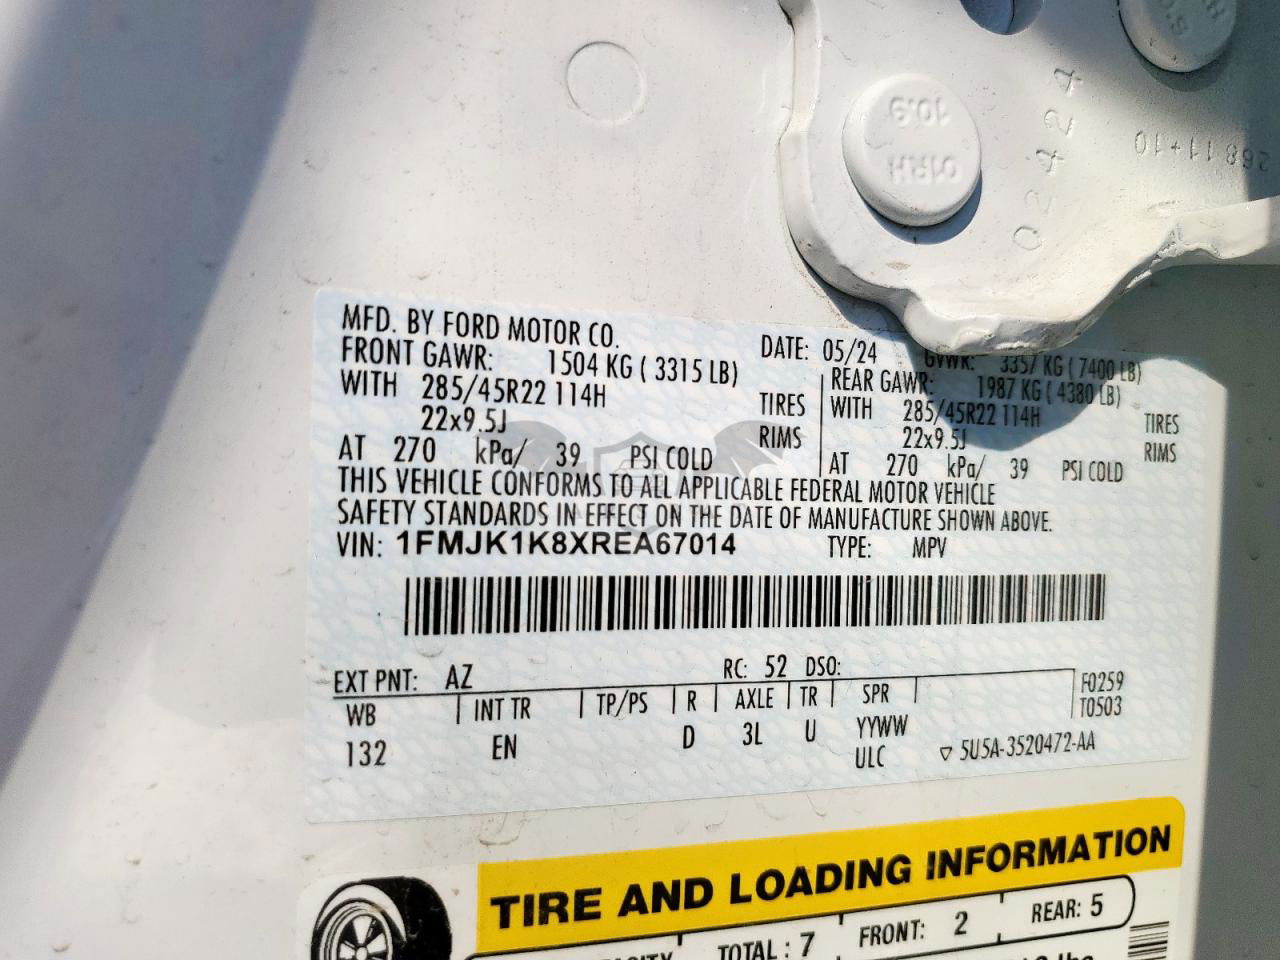 10.9
01RH
02424
26811+10
MFD. BY FORD MOTOR CO.
DATE: 05/24 GVWR: 3357 KG ( 7400 LB)
FRONT GAWR: 1504 KG ( 3315 LB)
REAR GAWR: 1987 KG ( 4380 LB)
WITH 285/45R22 114H TIRES
WITH 285/45R22 114H TIRES
22x9.5J RIMS
22x9.5J RIMS
AT 270 kPa/ 39 PSI COLD
AT 270 kPa/ 39 PSI COLD
THIS VEHICLE CONFORMS TO ALL APPLICABLE FEDERAL MOTOR VEHICLE
SAFETY STANDARDS IN EFFECT ON THE DATE OF MANUFACTURE SHOWN ABOVE.
VIN: 1FMJK1K8XREA67014 TYPE: MPV
EXT PNT: AZ RC: 52 DSO:
WB INT TR TP/PS R AXLE TR SPR F0259
T0503
132 EN D 3L U YYWW
ULC ▽ 5U5A-3520472-AA
TIRE AND LOADING INFORMATION
TOTAL : 7 FRONT: 2 REAR: 5